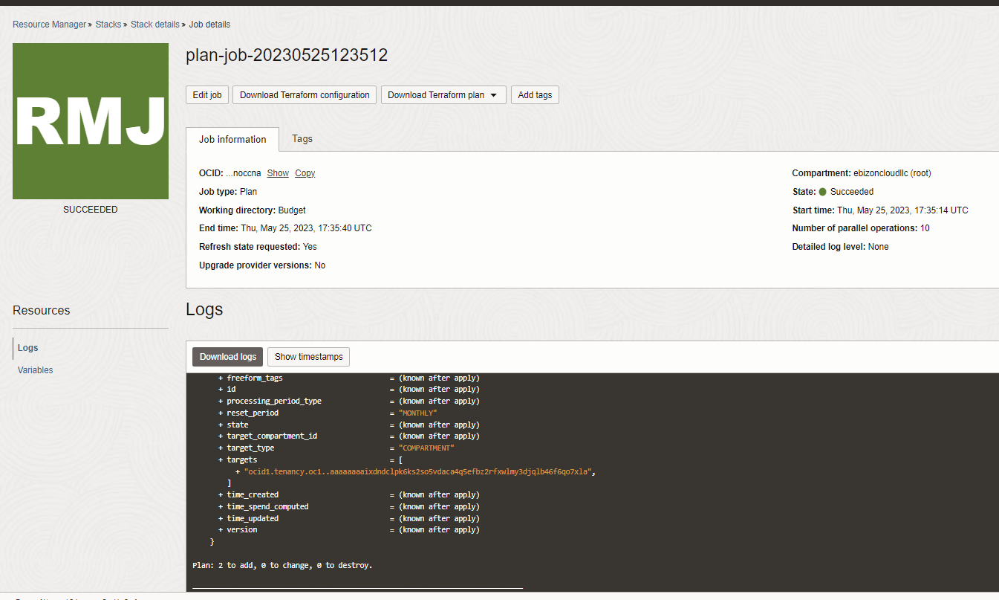 Resource Manager » Stacks » Stack details » Job details
RMJ
SUCCEEDED
plan-job-20230525123512
Edit job Download Terraform configuration Download Terraform plan Add tags
Job information Tags
OCID: ...noccna Show Copy
Job type: Plan
Working directory: Budget
End time: Thu, May 25, 2023, 17:35:40 UTC
Refresh state requested: Yes
Upgrade provider versions: No
Compartment: ebizoncloudllc (root)
State: Succeeded
Start time: Thu, May 25, 2023, 17:35:14 UTC
Number of parallel operations: 10
Detailed log level: None
Resources
Logs
Variables
Logs
Download logs Show timestamps
+ freeform_tags = (known after apply)
+ id = (known after apply)
+ processing_period_type = (known after apply)
+ reset_period = "MONTHLY"
+ state = (known after apply)
+ target_compartment_id = (known after apply)
+ target_type = "COMPARTMENT"
+ targets = [
+ "ocid1.tenancy.oc1..aaaaaaaaixdndclpk6ks2so5vdaca4q5efbz2rfxwlmy3djqlb46f6qo7xla",
]
+ time_created = (known after apply)
+ time_spend_computed = (known after apply)
+ time_updated = (known after apply)
+ version = (known after apply)
}
Plan: 2 to add, 0 to change, 0 to destroy.